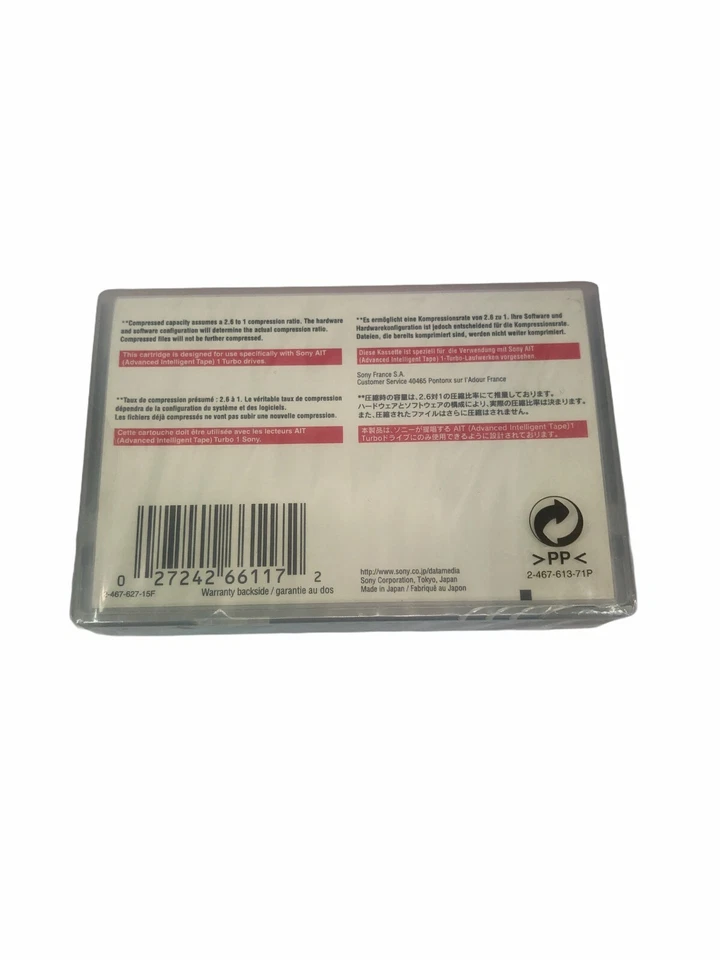 **Compressed capacity assumes a 2.6 to 1 compression ratio. The hardware
and software configuration will determine the actual compression ratio.
Compressed files will not be further compressed.
This cartridge is designed for use specifically with Sony AIT
(Advanced Intelligent Tape) 1 Turbo drives.
**Taux de compression présumé : 2.6 à 1. Le véritable taux de compression
dépendra de la configuration du système et des logiciels.
Les fichiers déjà compressés ne vont pas subir une nouvelle compression.
Cette cartouche doit être utilisée avec les lecteurs AIT
(Advanced Intelligent Tape) Turbo 1 Sony.
**Es ermöglicht eine Kompressionsrate von 2.6 zu 1. Ihre Software und
Hardwarekonfiguration ist jedoch entscheidend für die Kompressionsrate.
Dateien, die bereits komprimiert sind, werden nicht weiter komprimiert.
Diese Kassette ist speziell für die Verwendung mit Sony AIT
(Advanced Intelligent Tape) 1-Turbo-Laufwerken vorgesehen.
Sony France S.A.
Customer Service 40465 Pontons sur l'Adour France
**圧縮時の容量は、2.6対1の圧縮比率にて推量しております。
ハードウェアとソフトウェアの構成により、実際の圧縮比率は決まります。
また、圧縮されたファイルはさらに圧縮はされません。
本製品は、ソニーが提唱する AIT (Advanced Intelligent Tape)1
Turboドライブにのみ使用できるように設計されております。
0 27242 66117 2
-467-627-15F
Warranty backside / garantie au dos
http://www.sony.co.jp/datamedia
Sony Corporation, Tokyo, Japan
Made in Japan / Fabriqué au Japon
>PP<
2-467-613-71P